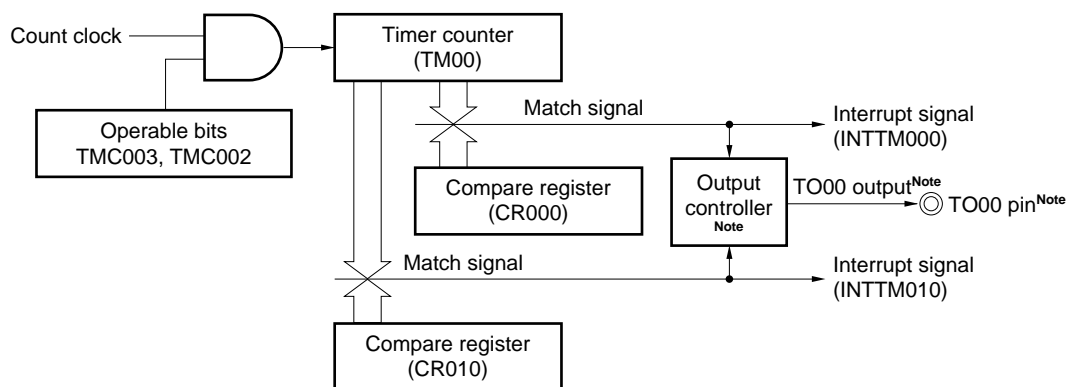 Count clock
Timer counter
(TM00)
Operable bits
TMC003, TMC002
Match signal
Interrupt signal
(INTTM000)
Compare register
(CR000)
Output
controller
Note
TO00 output Note
TO00 pin Note
Match signal
Interrupt signal
(INTTM010)
Compare register
(CR010)